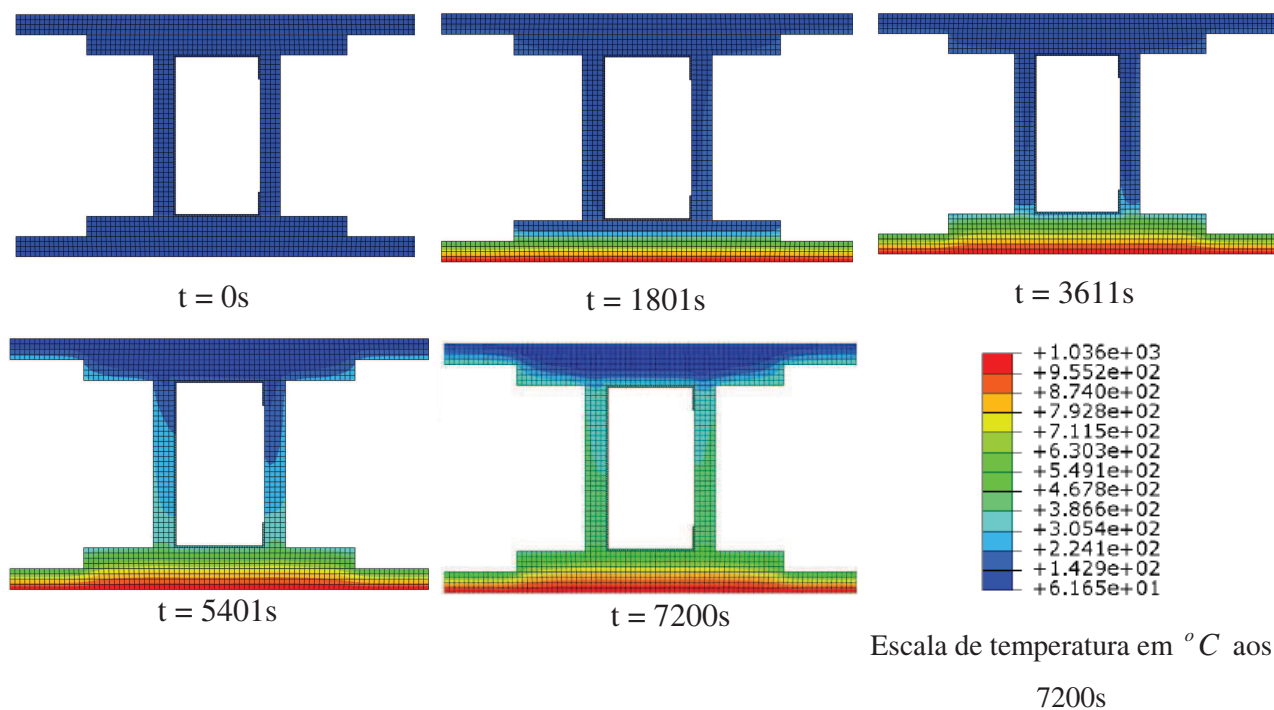 t = 0s
t = 1801s
t = 3611s
t = 5401s
t = 7200s
+1.036e+03
+9.552e+02
+8.740e+02
+7.928e+02
+7.115e+02
+6.303e+02
+5.491e+02
+4.678e+02
+3.866e+02
+3.054e+02
+2.241e+02
+1.429e+02
+6.165e+01
Escala de temperatura em °C aos
7200s